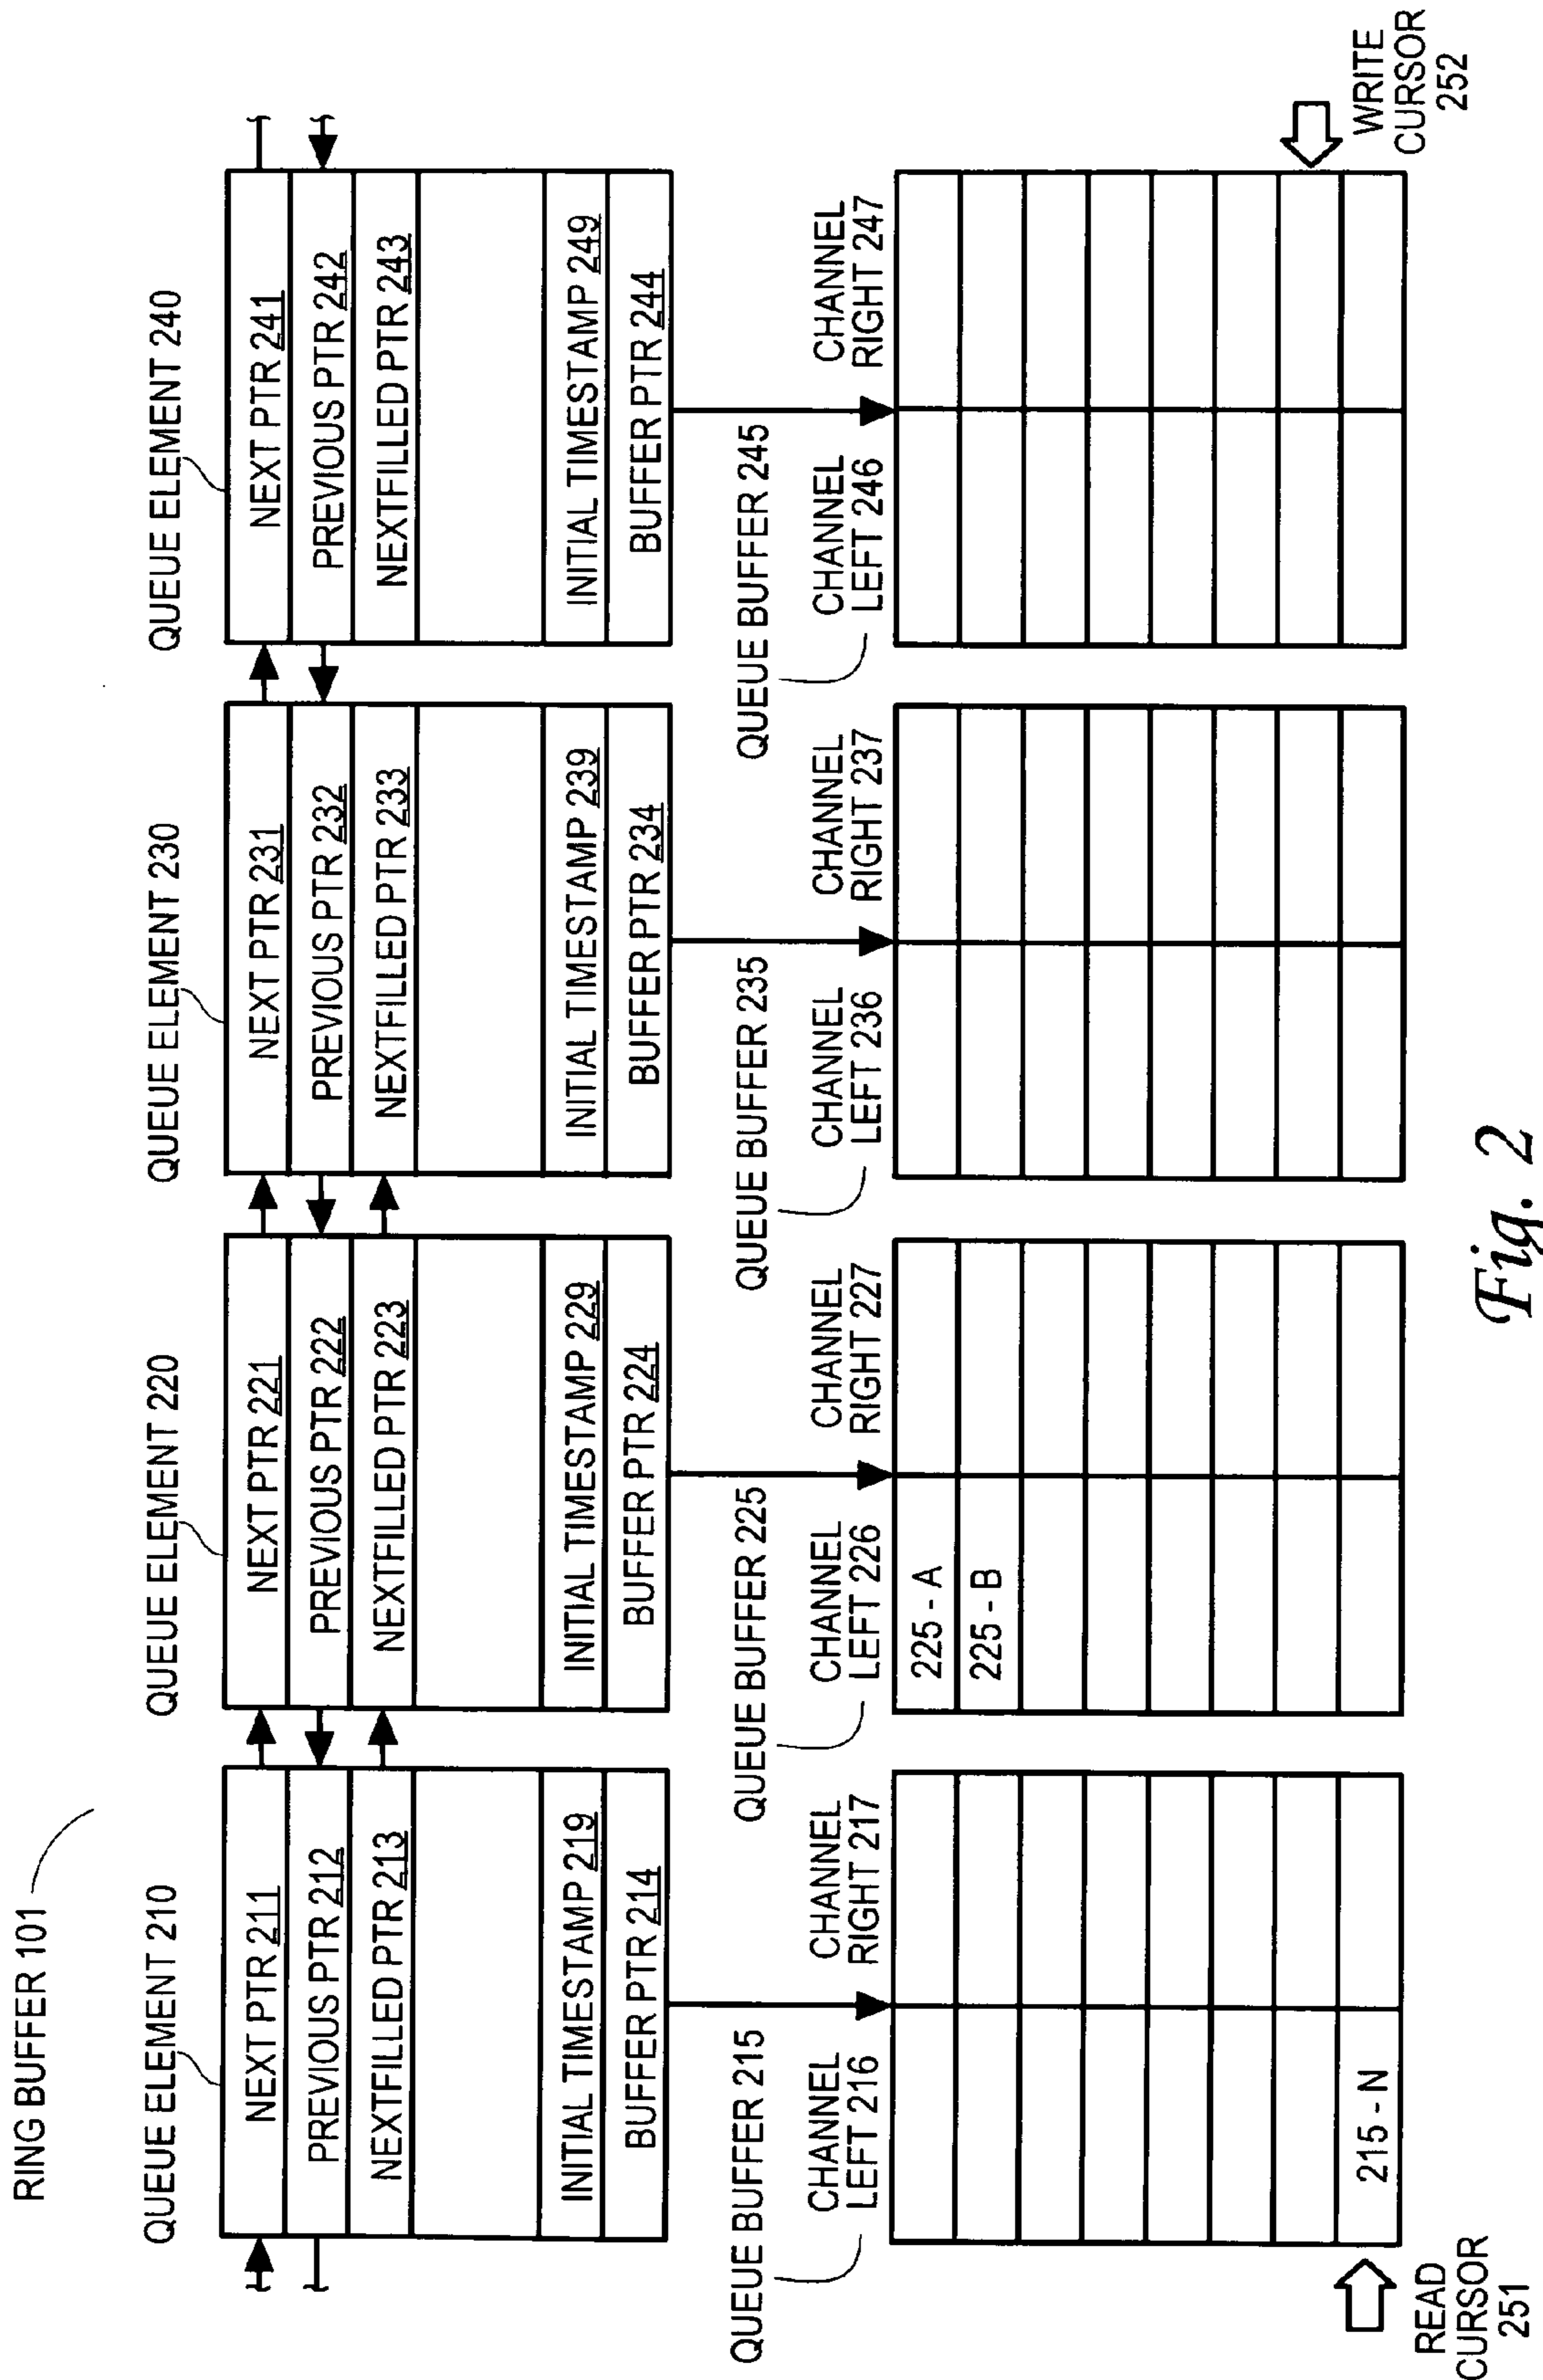 RING BUFFER 101
QUEUE ELEMENT 210
NEXT PTR 211
PREVIOUS PTR 212
NEXTFILLED PTR 213
INITIAL TIMESTAMP 219
BUFFER PTR 214
QUEUE ELEMENT 220
NEXT PTR 221
PREVIOUS PTR 222
NEXTFILLED PTR 223
INITIAL TIMESTAMP 229
BUFFER PTR 224
QUEUE ELEMENT 230
NEXT PTR 231
PREVIOUS PTR 232
NEXTFILLED PTR 233
INITIAL TIMESTAMP 239
BUFFER PTR 234
QUEUE ELEMENT 240
NEXT PTR 241
PREVIOUS PTR 242
NEXTFILLED PTR 243
INITIAL TIMESTAMP 249
BUFFER PTR 244
QUEUE BUFFER 215
CHANNEL
LEFT 216
CHANNEL
RIGHT 217
215 - N
QUEUE BUFFER 225
CHANNEL
LEFT 226
CHANNEL
RIGHT 227
225 - A
225 - B
QUEUE BUFFER 235
CHANNEL
LEFT 236
CHANNEL
RIGHT 237
QUEUE BUFFER 245
CHANNEL
LEFT 246
CHANNEL
RIGHT 247
READ
CURSOR
251
WRITE
CURSOR
252
Fig. 2